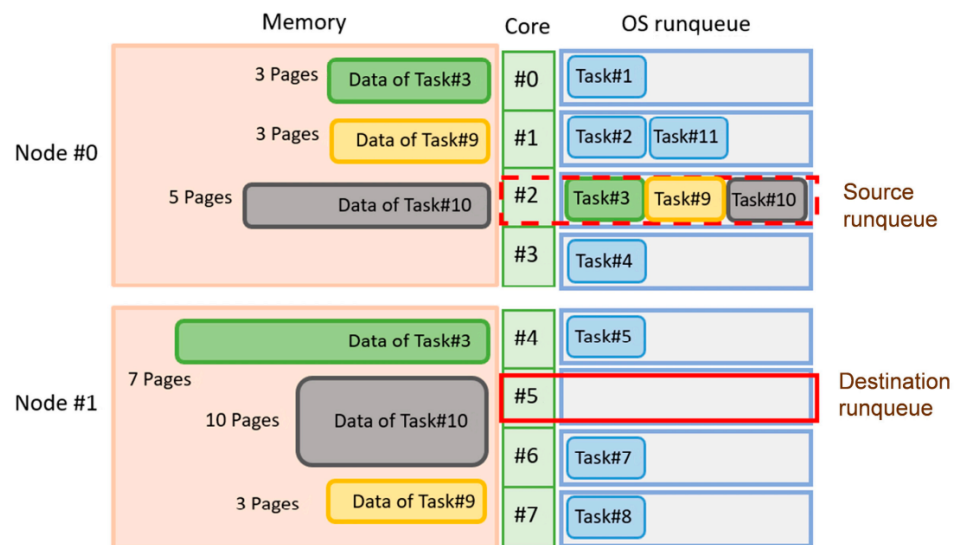 Memory
Core
OS runqueue
Node #0
3 Pages
Data of Task#3
#0
Task#1
3 Pages
Data of Task#9
#1
Task#2
Task#11
5 Pages
Data of Task#10
#2
Task#3
Task#9
Task#10
Source
runqueue
#3
Task#4
Node #1
7 Pages
Data of Task#3
#4
Task#5
10 Pages
Data of Task#10
#5
Destination
runqueue
#6
Task#7
3 Pages
Data of Task#9
#7
Task#8